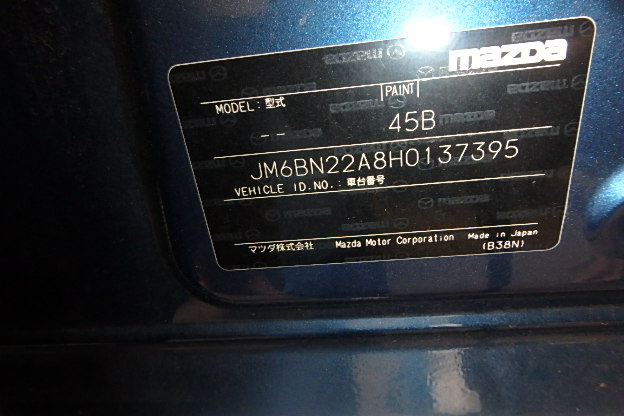 mazda
MODEL: 型式
PAINT
-- 45B
JM6BN22A8H0137395
VEHICLE ID.NO.: 車台番号
マツダ株式会社 Mazda Motor Corporation Made in Japan
(B38N)